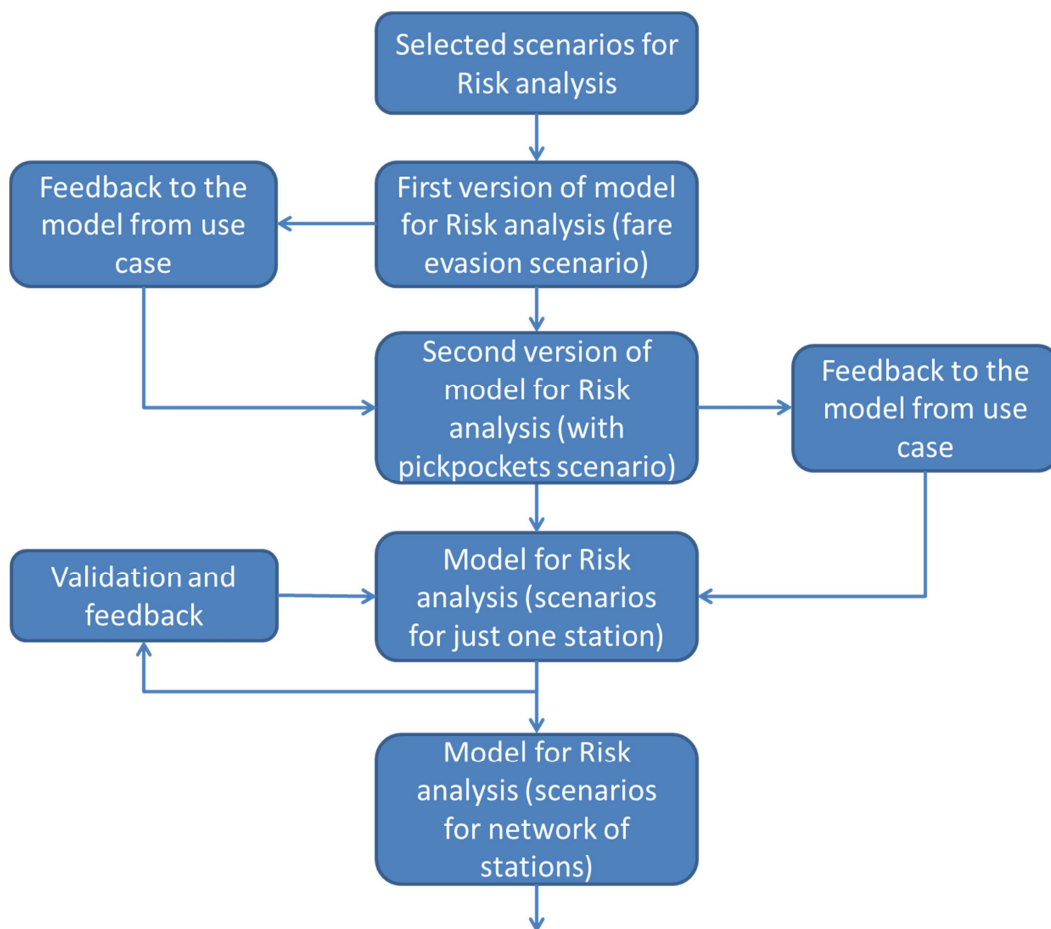 Selected scenarios for
Risk analysis
Feedback to the
model from use
case
First version of model
for Risk analysis (fare
evasion scenario)
Second version of
model for Risk
analysis (with
pickpockets scenario)
Feedback to the
model from use
case
Validation and
feedback
Model for Risk
analysis (scenarios
for just one station)
Model for Risk
analysis (scenarios
for network of
stations)